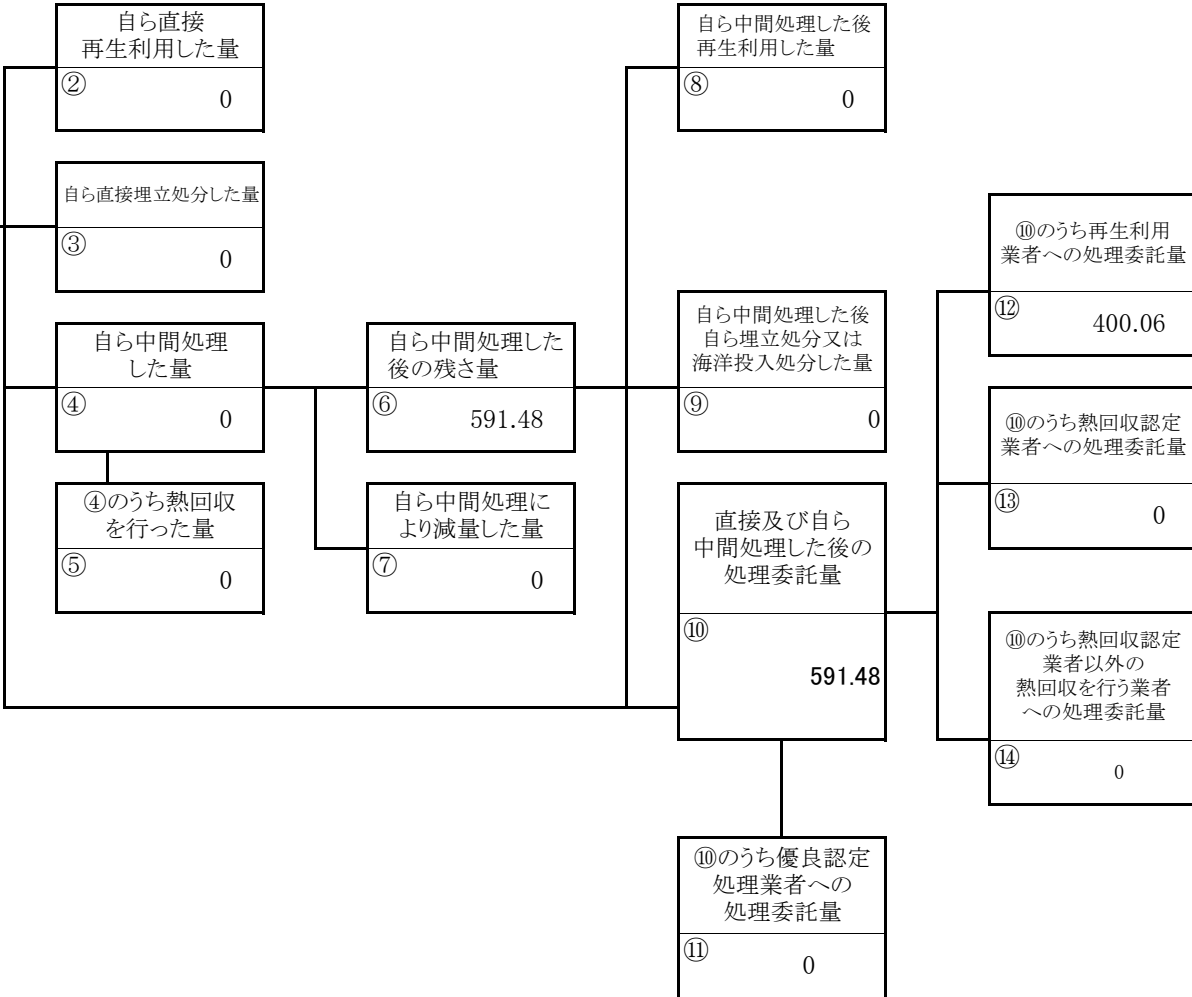 自ら直接
再生利用した量
②
0
自ら直接埋立処分した量
③
0
自ら中間処理
した量
④
0
④のうち熱回収
を行った量
⑤
0
自ら中間処理した
後の残さ量
⑥
591.48
自ら中間処理に
より減量した量
⑦
0
自ら中間処理した後
再生利用した量
⑧
0
自ら中間処理した後
自ら埋立処分又は
海洋投入処分した量
⑨
0
直接及び自ら
中間処理した後の
処理委託量
⑩
591.48
⑩のうち優良認定
処理業者への
処理委託量
⑪
0
⑩のうち再生利用
業者への処理委託量
⑫
400.06
⑩のうち熱回収認定
業者への処理委託量
⑬
0
⑩のうち熱回収認定
業者以外の
熱回収を行う業者
への処理委託量
⑭
0